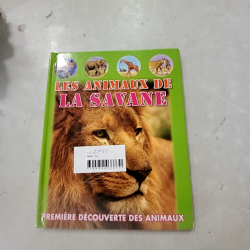 LES ANIMAUX DE
LA SAVANE
PREMIÈRE DÉCOUVERTE DES ANIMAUX